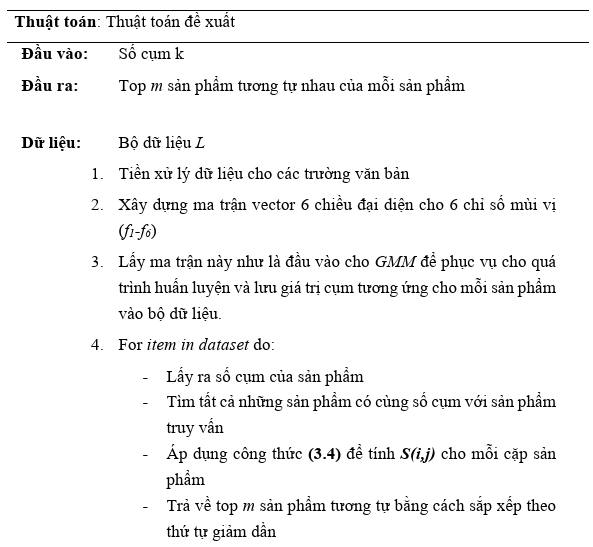 Thuật toán: Thuật toán đề xuất
Đầu vào: Số cụm k
Đầu ra: Top m sản phẩm tương tự nhau của mỗi sản phẩm
Dữ liệu: Bộ dữ liệu L
1. Tiền xử lý dữ liệu cho các trường văn bản
2. Xây dựng ma trận vector 6 chiều đại diện cho 6 chỉ số mùi vị
(f1-f6)
3. Lấy ma trận này như là đầu vào cho GMM để phục vụ cho quá
trình huấn luyện và lưu giá trị cụm tương ứng cho mỗi sản phẩm
vào bộ dữ liệu.
4. For item in dataset do:
- Lấy ra số cụm của sản phẩm
- Tìm tất cả những sản phẩm có cùng số cụm với sản phẩm
truy vấn
- Áp dụng công thức (3.4) để tính S(i,j) cho mỗi cặp sản
phẩm
- Trả về top m sản phẩm tương tự bằng cách sắp xếp theo
thứ tự giảm dần